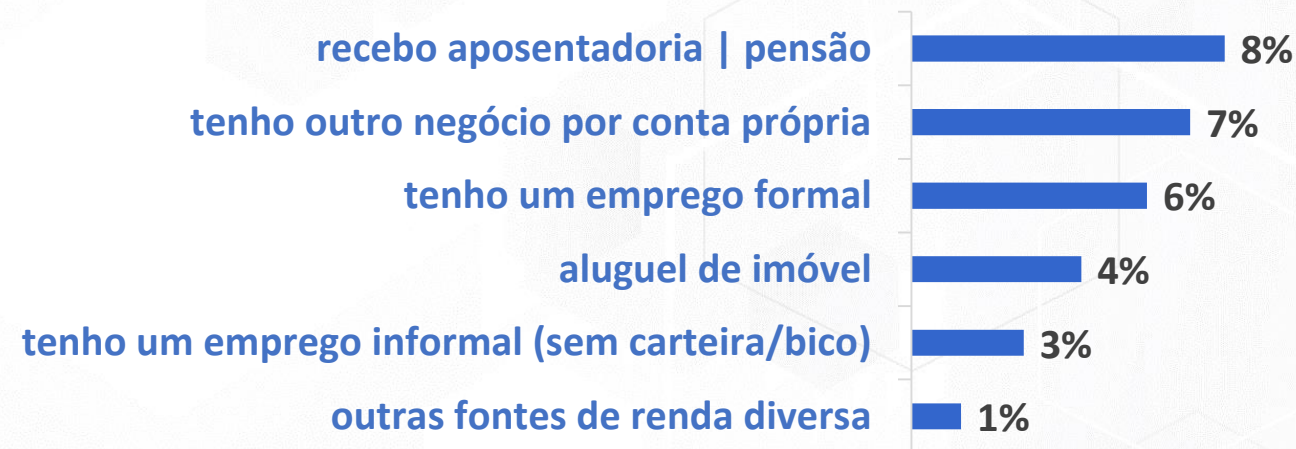 recebo aposentadoria | pensão 8%
tenho outro negócio por conta própria 7%
tenho um emprego formal 6%
aluguel de imóvel 4%
tenho um emprego informal (sem carteira/bico) 3%
outras fontes de renda diversa 1%